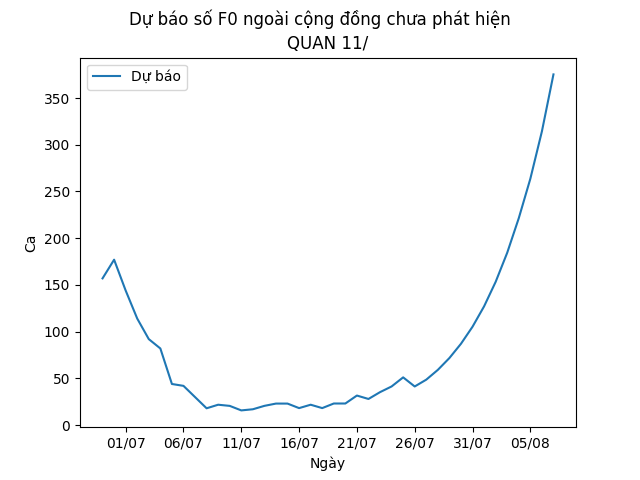 Dự báo số F0 ngoài cộng đồng chưa phát hiện
QUAN 11/
Dự báo
350
300
250
200
150
100
50
0
Ca
01/07 06/07 11/07 16/07 21/07 26/07 31/07 05/08
Ngày